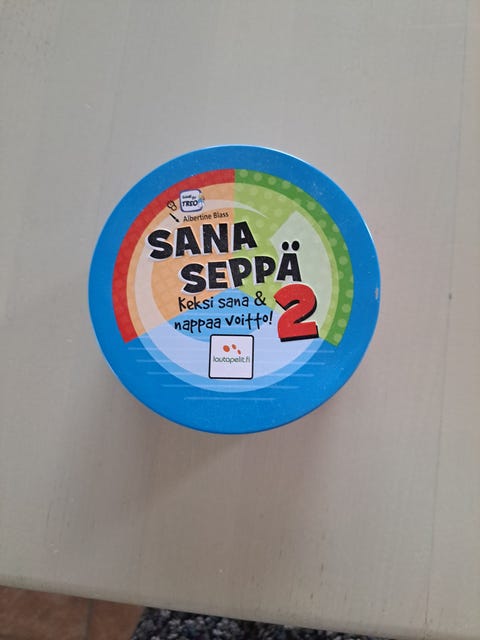 TREO
Albertine Blass
SANA
SEPPÄ
Keksi sana &
nappaa voitto!
2
lautapelit.fi